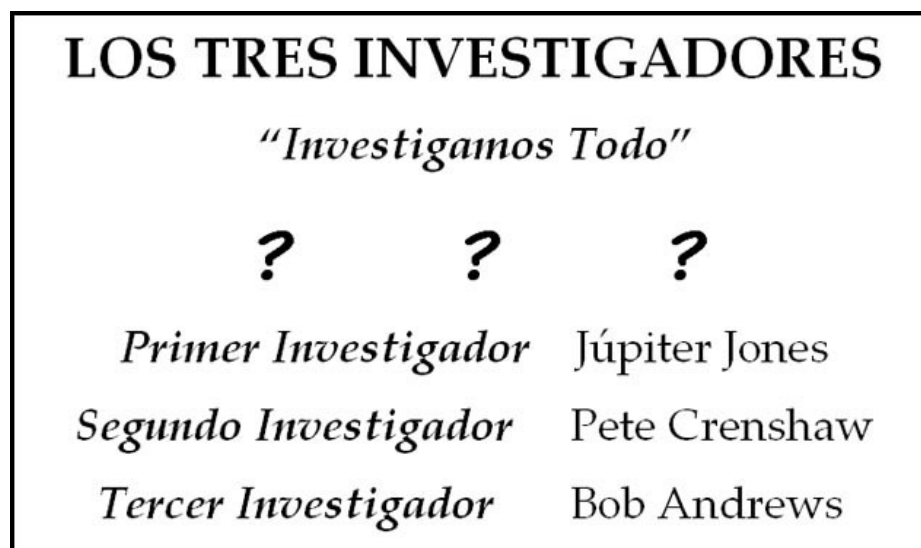 LOS TRES INVESTIGADORES
“Investigamos Todo”
? ? ?
Primer Investigador Júpiter Jones
Segundo Investigador Pete Crenshaw
Tercer Investigador Bob Andrews